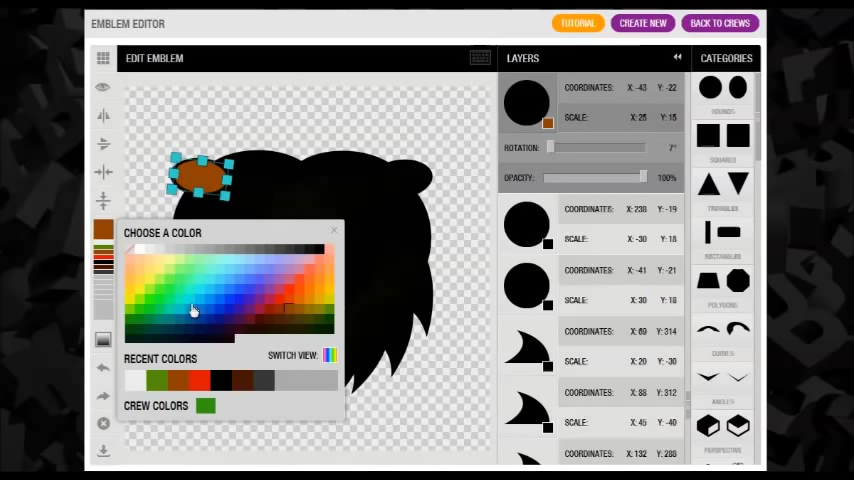 EMBLEM EDITOR
TUTORIAL
CREATE NEW
BACK TO CREWS
EDIT EMBLEM
LAYERS
CATEGORIES
COORDINATES: X: -43 Y: -22
SCALE: X: 25 Y: 15
ROTATION: 7°
OPACITY: 100%
COORDINATES: X: 238 Y: -19
SCALE: X: -30 Y: 18
COORDINATES: X: -41 Y: -21
SCALE: X: 30 Y: 18
COORDINATES: X: 69 Y: 314
SCALE: X: 20 Y: -30
COORDINATES: X: 88 Y: 312
SCALE: X: 45 Y: -40
COORDINATES: X: 132 Y: 288
ROUNDS
SQUARES
TRIANGLES
RECTANGLES
POLYGONS
CURVES
ANGLES
PERSPECTIVE
CHOOSE A COLOR
SWITCH VIEW:
RECENT COLORS
CREW COLORS